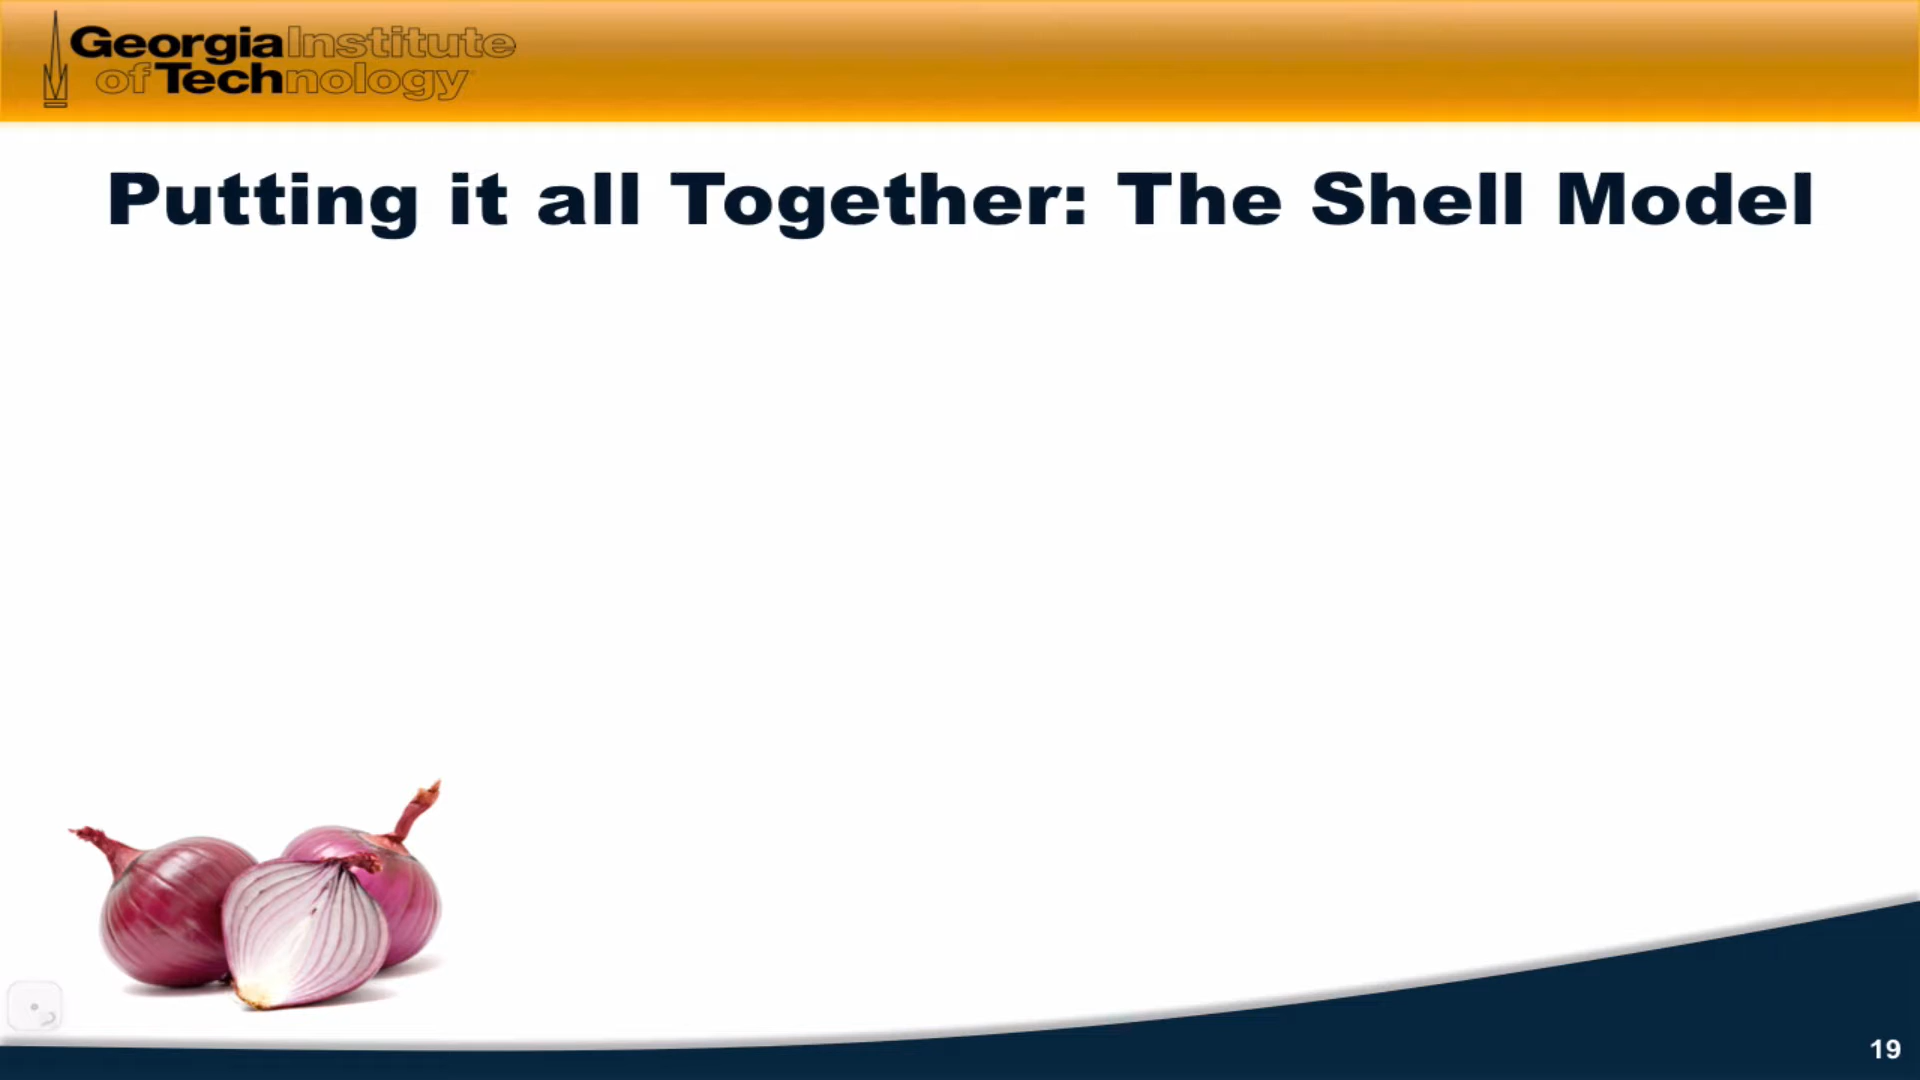 Georgia Institute
of Technology
Putting it all Together: The Shell Model
19